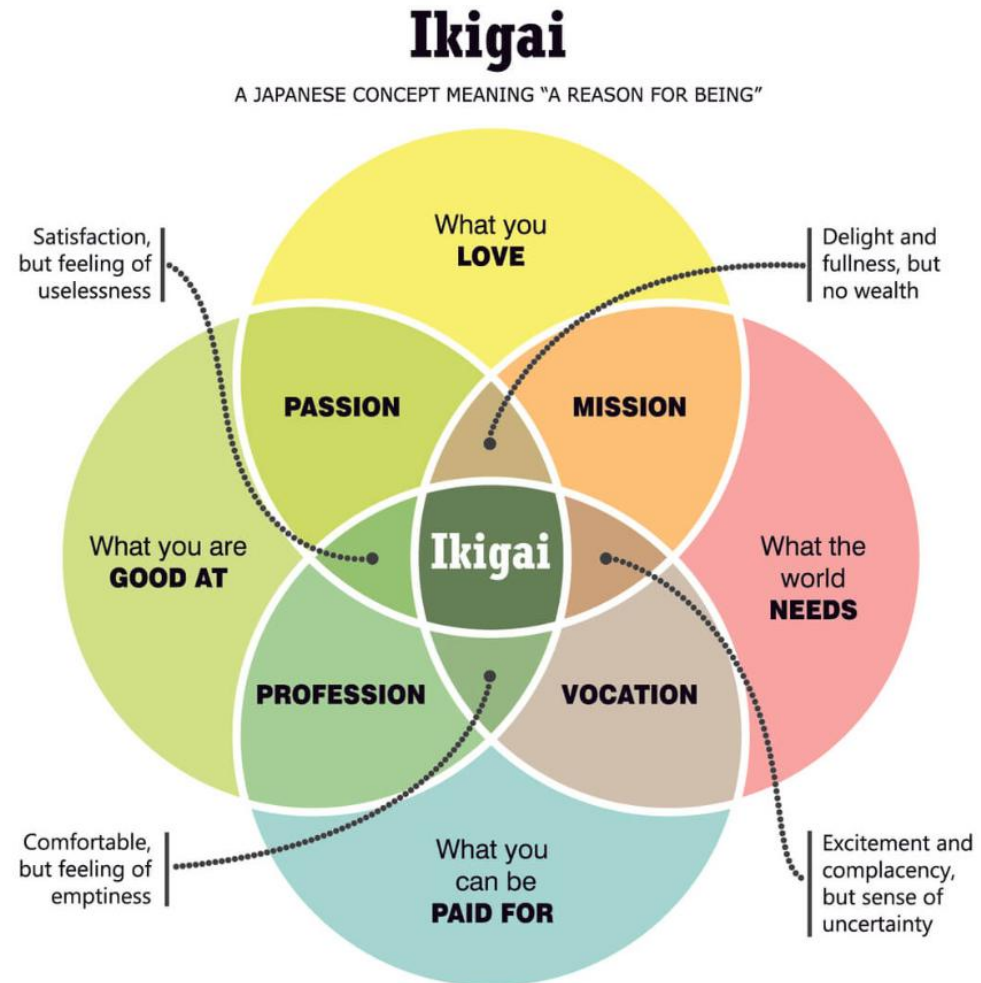 Ikigai
A JAPANESE CONCEPT MEANING “A REASON FOR BEING”
What you
LOVE
Satisfaction,
but feeling of
uselessness
Delight and
fullness, but
no wealth
PASSION
MISSION
What you are
GOOD AT
Ikigai
What the
world
NEEDS
PROFESSION
VOCATION
Comfortable,
but feeling of
emptiness
What you
can be
PAID FOR
Excitement and
complacency,
but sense of
uncertainty